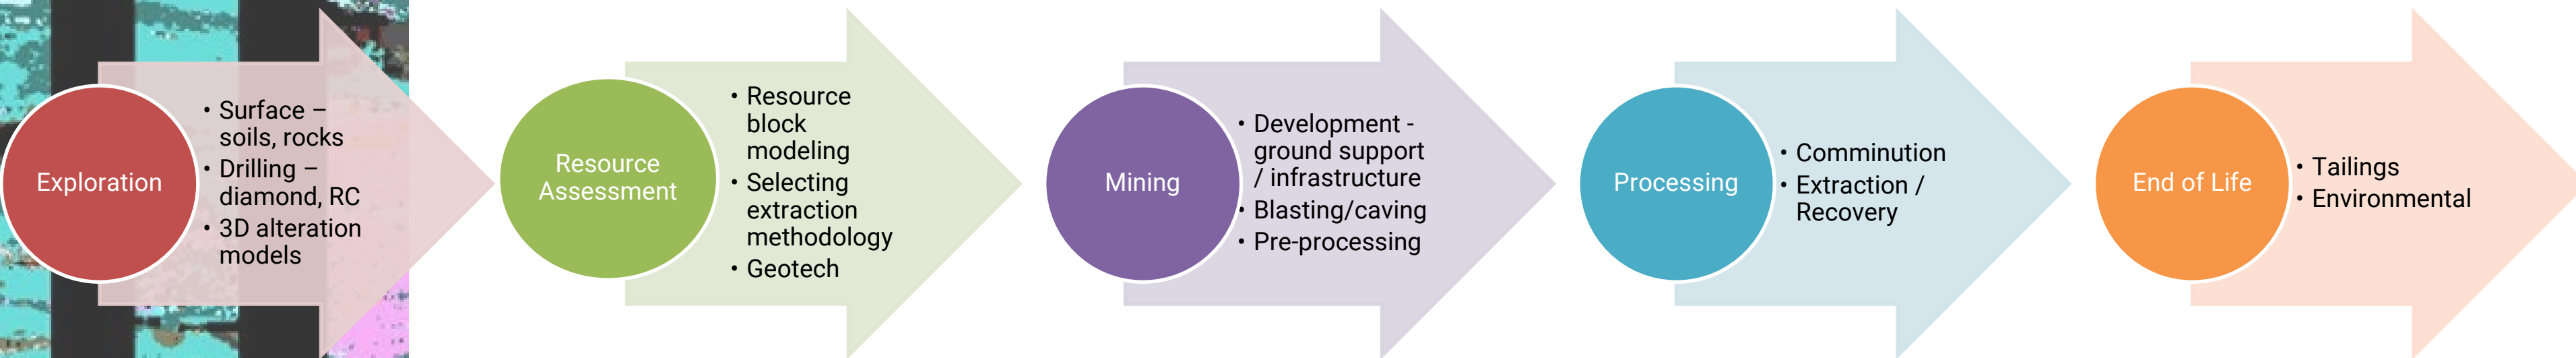 Exploration
• Surface –
soils, rocks
• Drilling –
diamond, RC
• 3D alteration
models
Resource
Assessment
• Resource
block
modeling
• Selecting
extraction
methodology
• Geotech
Mining
• Development -
ground support
/ infrastructure
• Blasting/caving
• Pre-processing
Processing
• Comminution
• Extraction /
Recovery
End of Life
• Tailings
• Environmental